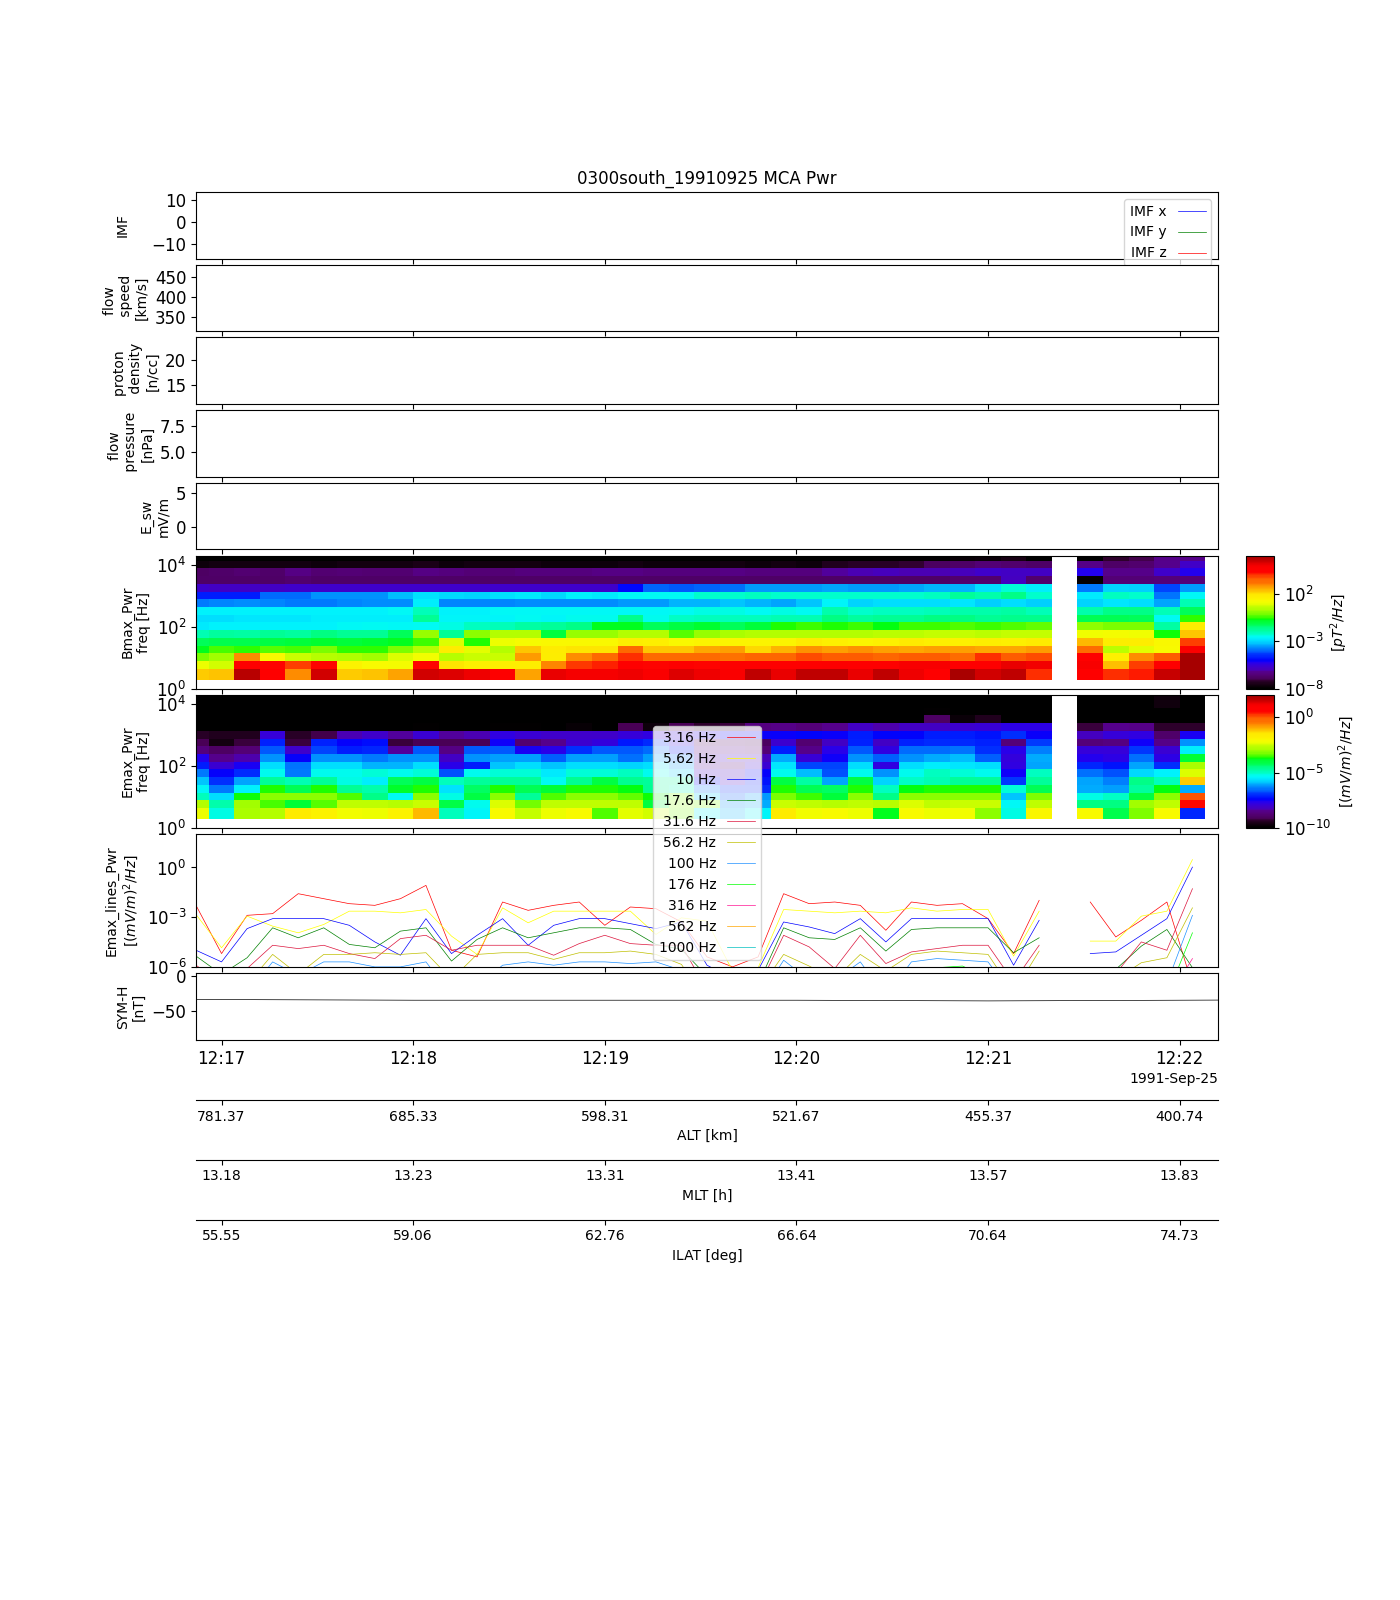 0300south_19910925 MCA Pwr
IMF
10
0
−10
IMF x
IMF y
IMF z
flow
speed
[km/s]
450
400
350
proton
density
[n/cc]
20
15
flow
pressure
[nPa]
7.5
5.0
E_sw
mV/m
5
0
Bmax_Pwr
freq [Hz]
10^4
10^2
10^0
10^2
10^-3
10^-8
[pT^2/Hz]
Emax_Pwr
freq [Hz]
10^4
10^2
10^0
10^0
10^-5
10^-10
[(mV/m)^2/Hz]
3.16 Hz
5.62 Hz
10 Hz
17.6 Hz
31.6 Hz
56.2 Hz
100 Hz
176 Hz
316 Hz
562 Hz
1000 Hz
Emax_lines_Pwr
[(mV/m)^2/Hz]
10^0
10^-3
10^-6
SYM-H
[nT]
0
−50
12:17 12:18 12:19 12:20 12:21 12:22
1991-Sep-25
781.37 685.33 598.31 521.67 455.37 400.74
ALT [km]
13.18 13.23 13.31 13.41 13.57 13.83
MLT [h]
55.55 59.06 62.76 66.64 70.64 74.73
ILAT [deg]